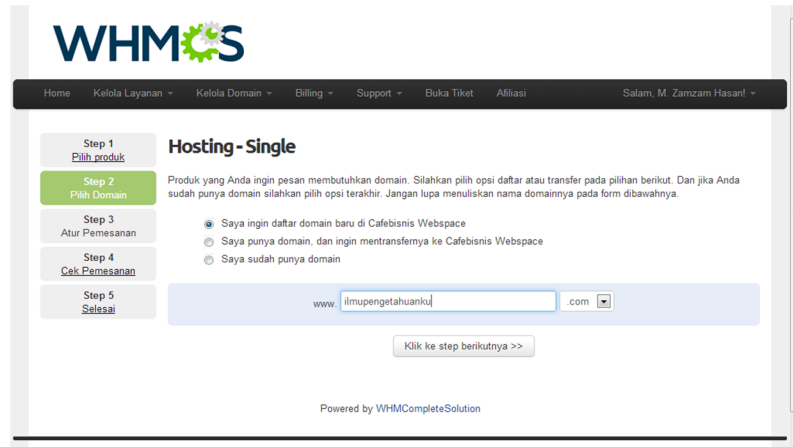 WHMCS
Home Kelola Layanan Kelola Domain Billing Support Buka Tiket Afiliasi Salam, M. Zamzam Hasan!
Step 1
Pilih produk
Step 2
Pilih Domain
Step 3
Atur Pemesanan
Step 4
Cek Pemesanan
Step 5
Selesai
Hosting - Single
Produk yang Anda ingin pesan membutuhkan domain. Silahkan pilih opsi daftar atau transfer pada pilihan berikut. Dan jika Anda
sudah punya domain silahkan pilih opsi terakhir. Jangan lupa menuliskan nama domainnya pada form dibawahnya.
Saya ingin daftar domain baru di Cafebisnis Webspace
Saya punya domain, dan ingin mentransfernya ke Cafebisnis Webspace
Saya sudah punya domain
www. ilmupengetahuanku .com
Klik ke step berikutnya >>
Powered by WHMCompleteSolution